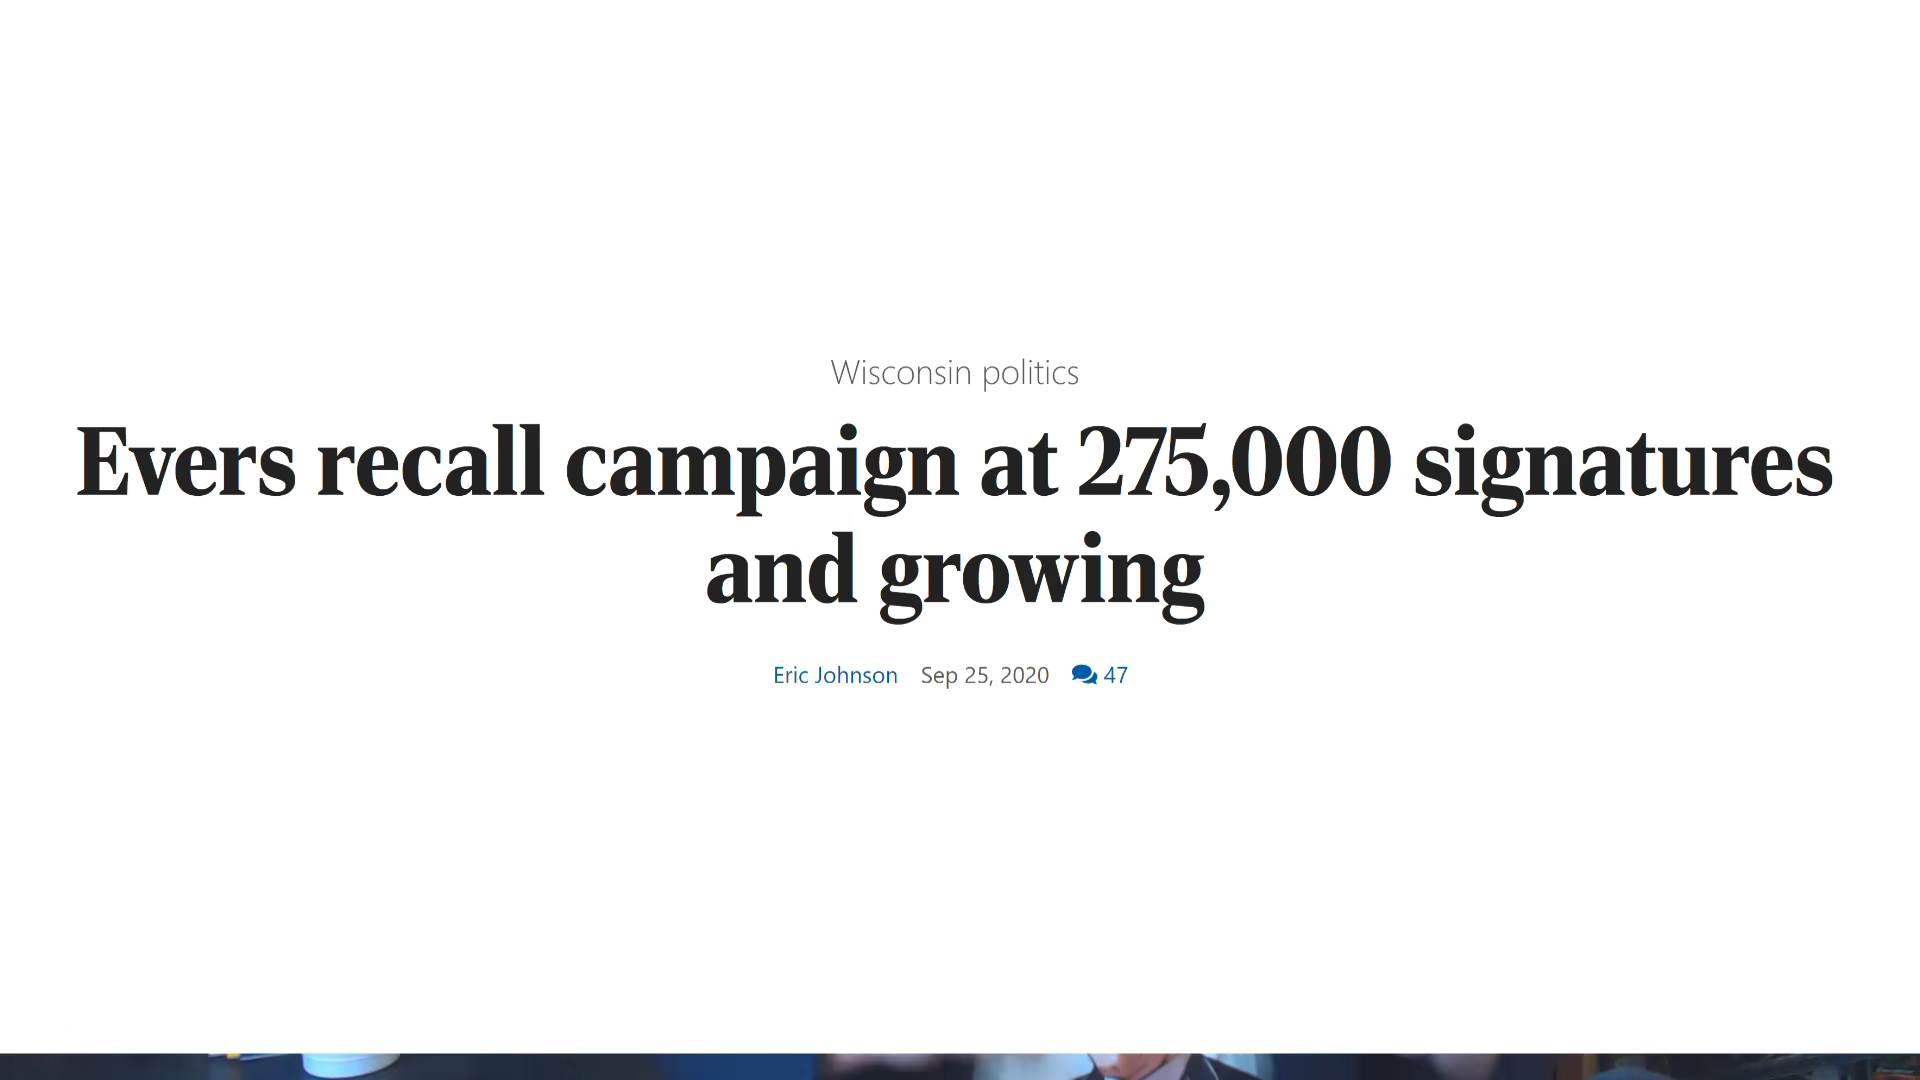 Wisconsin politics
Evers recall campaign at 275,000 signatures
and growing
Eric Johnson Sep 25, 2020 47